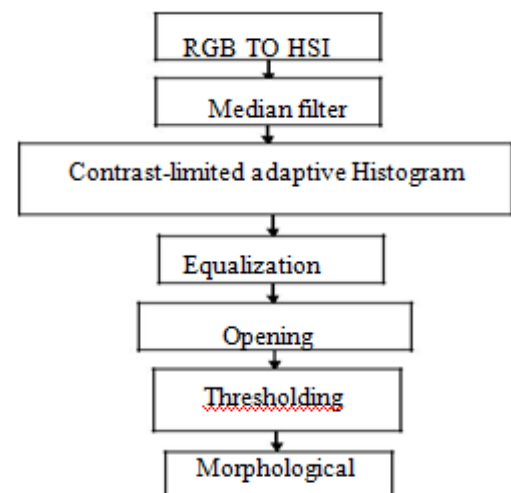 RGB TO HSI
Median filter
Contrast-limited adaptive Histogram
Equalization
Opening
Thresholding
Morphological